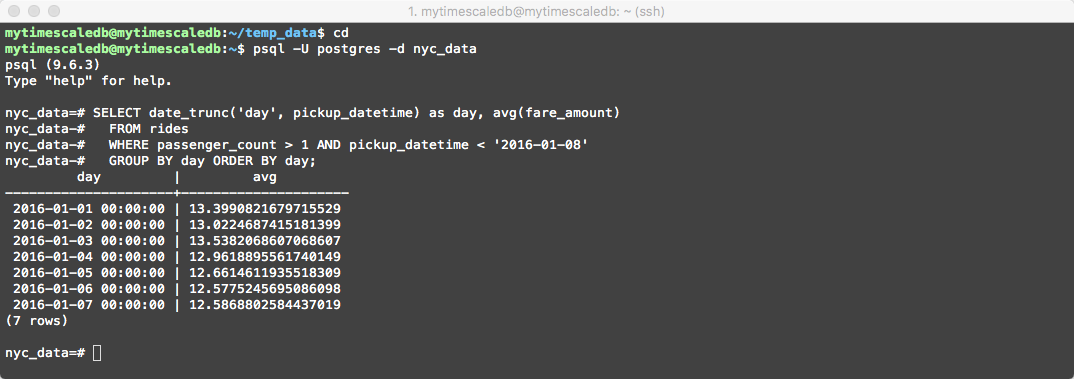 1. mytimescaledb@mytimescaledb: ~ (ssh)
mytimescaledb@mytimescaledb:~/temp_data$ cd
mytimescaledb@mytimescaledb:~$ psql -U postgres -d nyc_data
psql (9.6.3)
Type "help" for help.

nyc_data=# SELECT date_trunc('day', pickup_datetime) as day, avg(fare_amount)
nyc_data-#   FROM rides
nyc_data-#   WHERE passenger_count > 1 AND pickup_datetime < '2016-01-08'
nyc_data-#   GROUP BY day ORDER BY day;
         day         |         avg
---------------------+---------------------
 2016-01-01 00:00:00 | 13.3990821679715529
 2016-01-02 00:00:00 | 13.0224687415181399
 2016-01-03 00:00:00 | 13.5382068607068607
 2016-01-04 00:00:00 | 12.9618895561740149
 2016-01-05 00:00:00 | 12.6614611935518309
 2016-01-06 00:00:00 | 12.5775245695086098
 2016-01-07 00:00:00 | 12.5868802584437019
(7 rows)

nyc_data=#